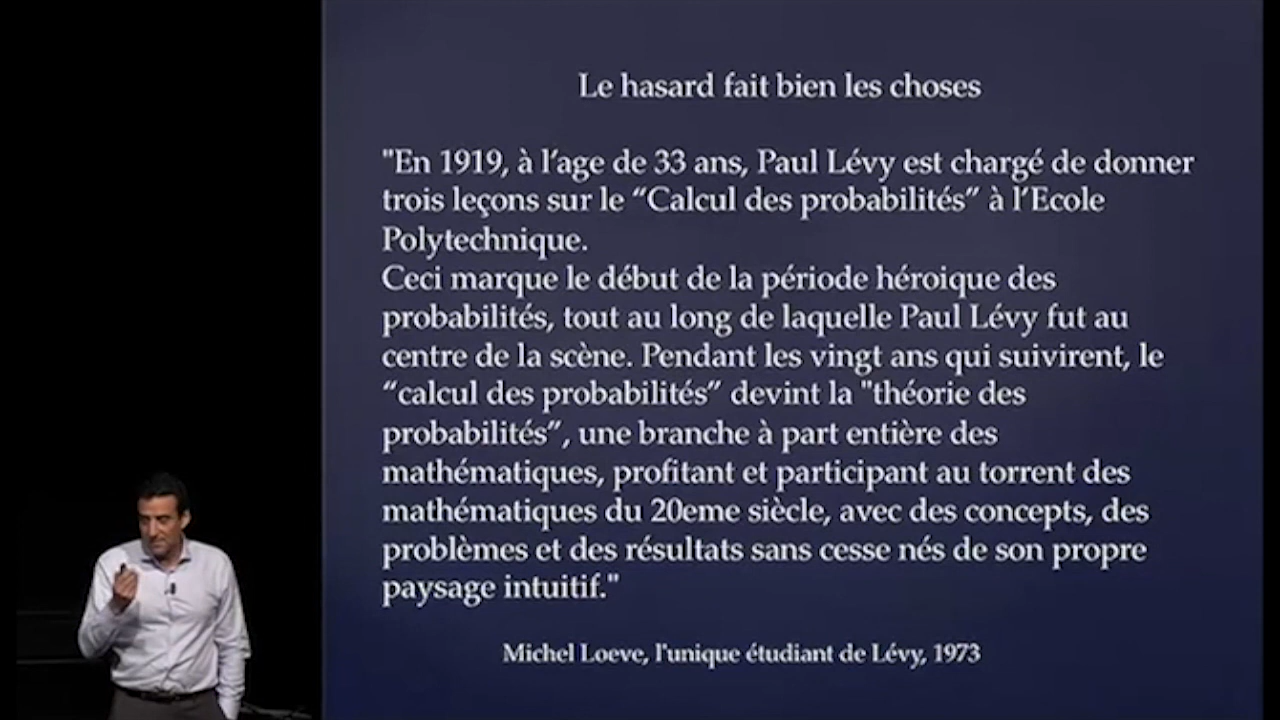 Le hasard fait bien les choses
"En 1919, à l’age de 33 ans, Paul Lévy est chargé de donner
trois leçons sur le “Calcul des probabilités” à l’Ecole
Polytechnique.
Ceci marque le début de la période héroique des
probabilités, tout au long de laquelle Paul Lévy fut au
centre de la scène. Pendant les vingt ans qui suivirent, le
“calcul des probabilités” devint la "théorie des
probabilités”, une branche à part entière des
mathématiques, profitant et participant au torrent des
mathématiques du 20eme siècle, avec des concepts, des
problèmes et des résultats sans cesse nés de son propre
paysage intuitif."
Michel Loeve, l'unique étudiant de Lévy, 1973